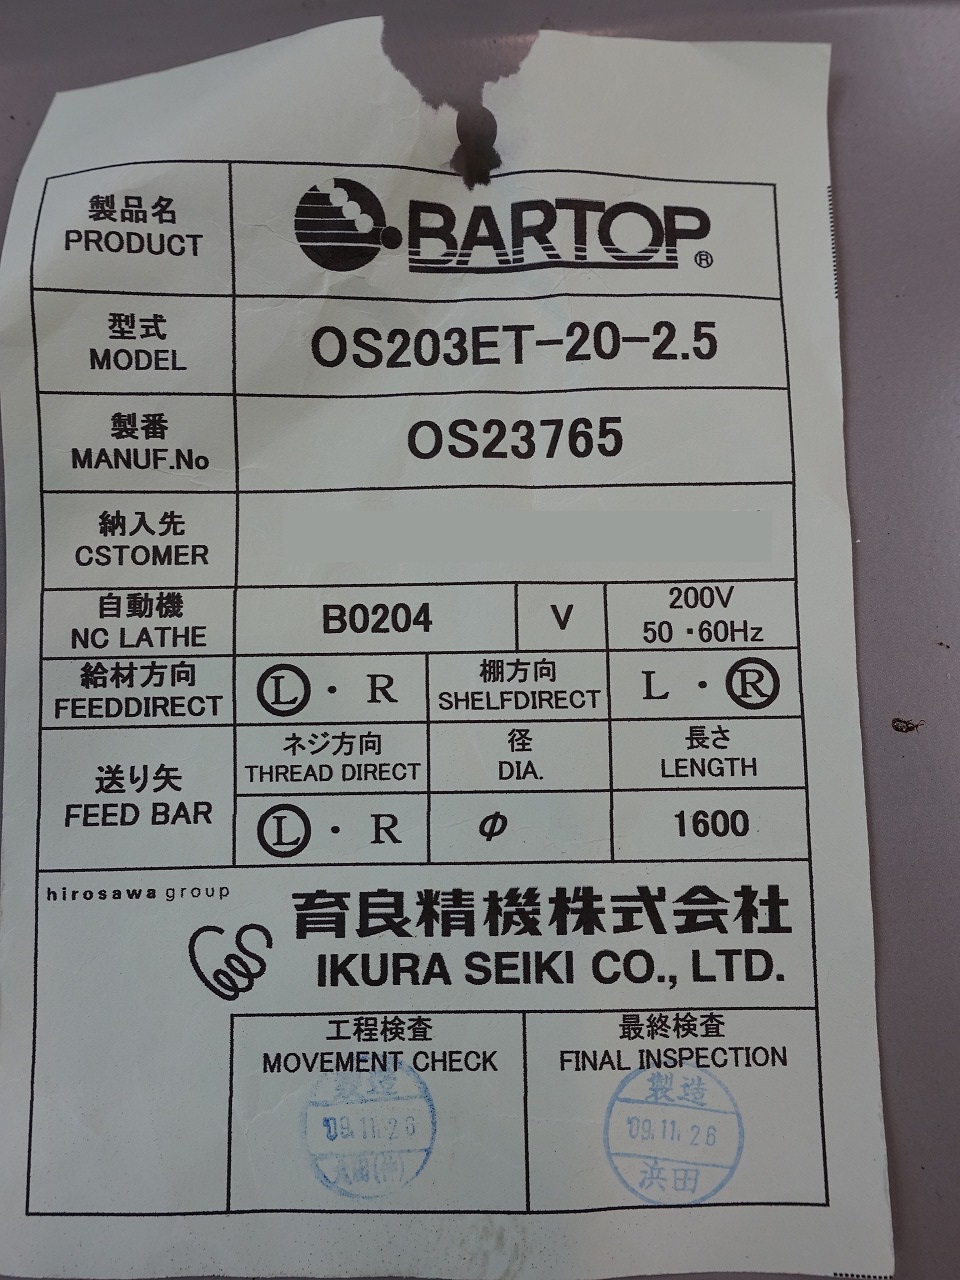 製品名
PRODUCT
BARTOP®
型式
MODEL
OS203ET-20-2.5
製番
MANUF.No
OS23765
納入先
CSTOMER
自動機
NC LATHE
B0204
V
200V
50・60Hz
給材方向
FEEDDIRECT
L・R
棚方向
SHELFDIRECT
L・R
送り矢
FEED BAR
ネジ方向
THREAD DIRECT
径
DIA.
長さ
LENGTH
L・R
Φ
1600
hirosawa group
育良精機株式会社
IKURA SEIKI CO., LTD.
工程検査
MOVEMENT CHECK
最終検査
FINAL INSPECTION
製造
'09.11.26
製造
'09.11.26
浜田